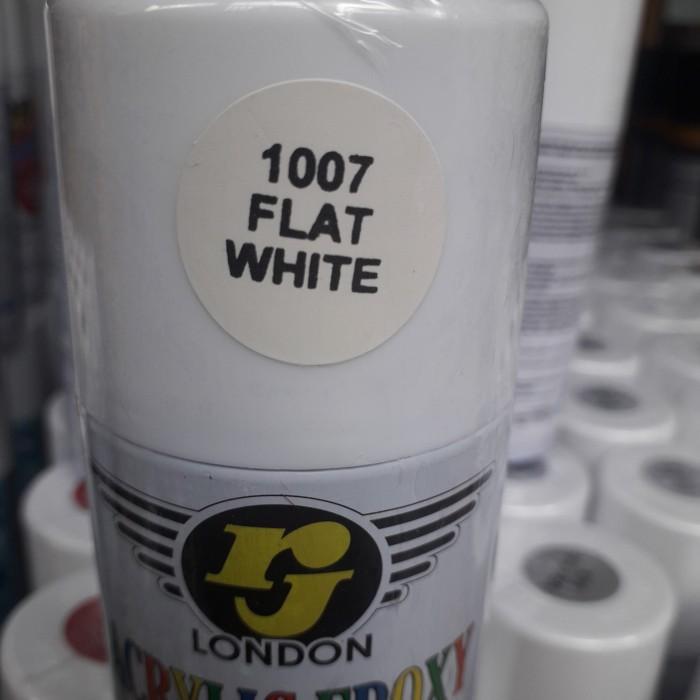 1007
FLAT
WHITE
rj
LONDON
ACRYLIC EPOXY